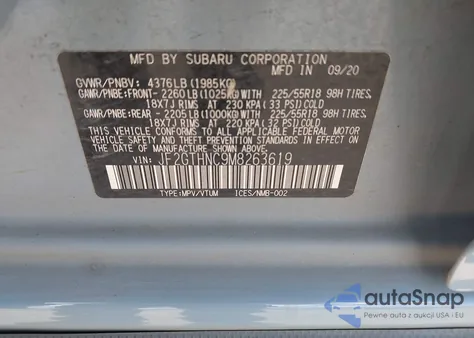 MFD BY SUBARU CORPORATION
GVWR/PNBV: 4376LB(1985KG) MFD IN 09/20
GAWR/PNBE:FRONT-2260LB(1025KG)WITH 225/55R18 98H TIRES,
18X7J RIMS AT 230 KPA(33 PSI)COLD
GAWR/PNBE:REAR -2205LB(1000KG)WITH 225/55R18 98H TIRES,
18X7J RIMS AT 220 KPA(32 PSI)COLD
THIS VEHICLE CONFORMS TO ALL APPLICABLE FEDERAL MOTOR
VEHICLE SAFETY AND THEFT PREVENTION STANDARDS IN EFFECT
ON THE DATE OF MANUFACTURE SHOWN ABOVE.
VIN: JF2GTHNC9M8263619
TYPE:MPV/VTUM ICES/NMB-002
autoSnap
Pewne auta z aukcji USA i EU